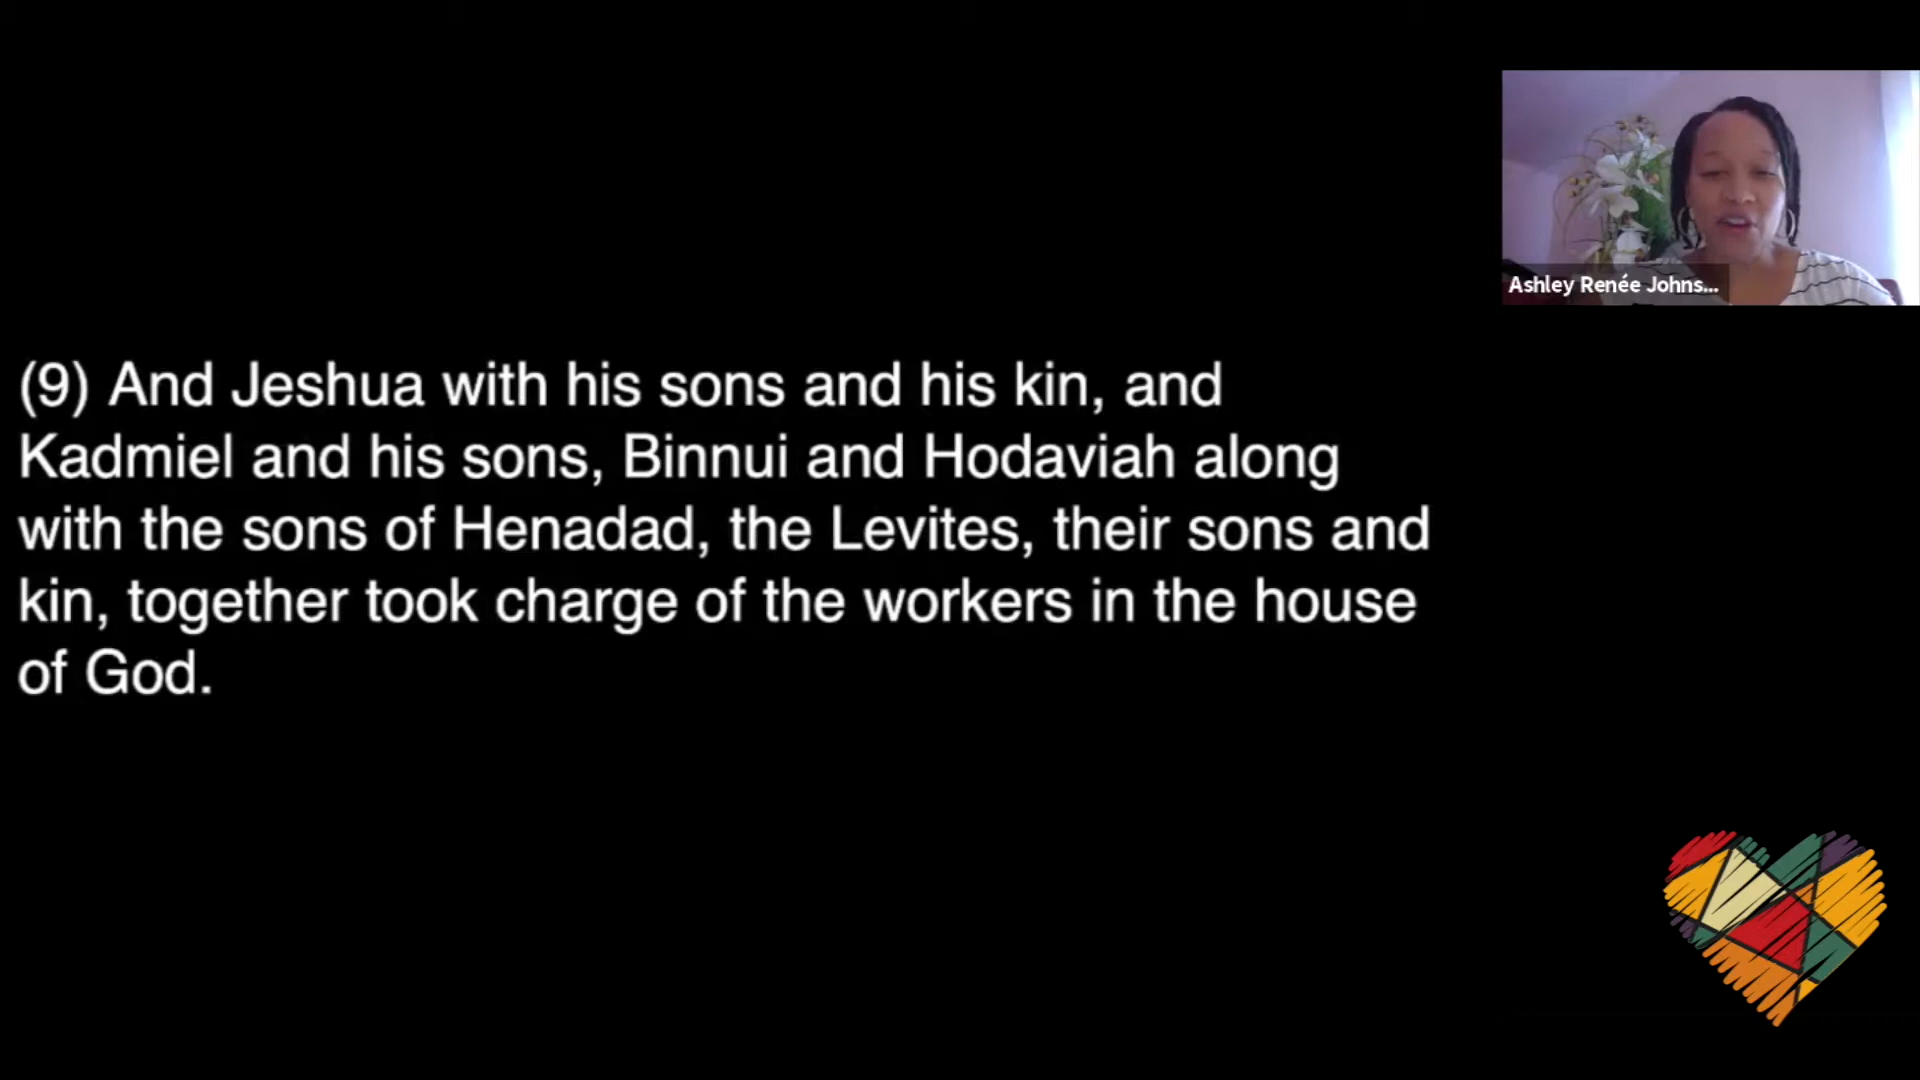 Ashley Renée Johns...
(9) And Jeshua with his sons and his kin, and
Kadmiel and his sons, Binnui and Hodaviah along
with the sons of Henadad, the Levites, their sons and
kin, together took charge of the workers in the house
of God.